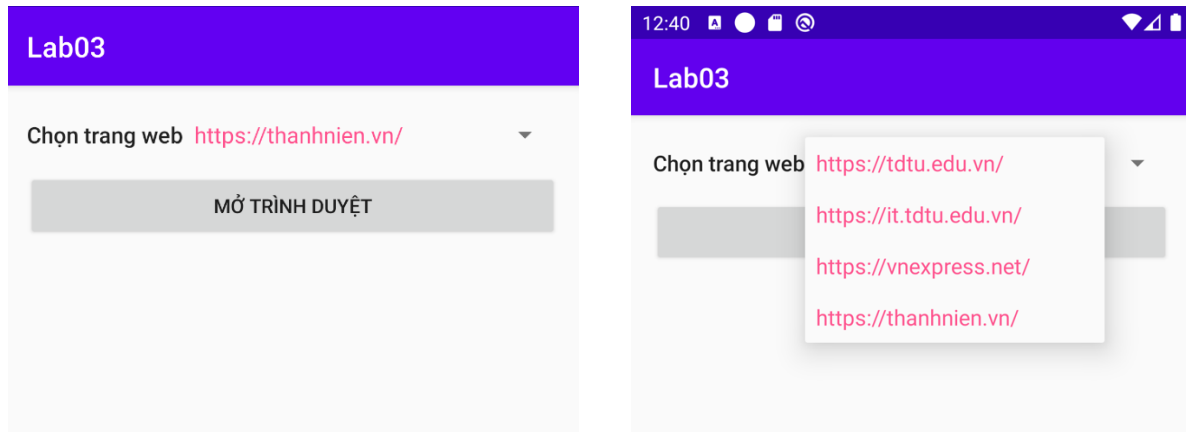 Lab03
Chọn trang web https://thanhnien.vn/
MỞ TRÌNH DUYỆT
12:40
Lab03
Chọn trang web
https://tdtu.edu.vn/
https://it.tdtu.edu.vn/
https://vnexpress.net/
https://thanhnien.vn/